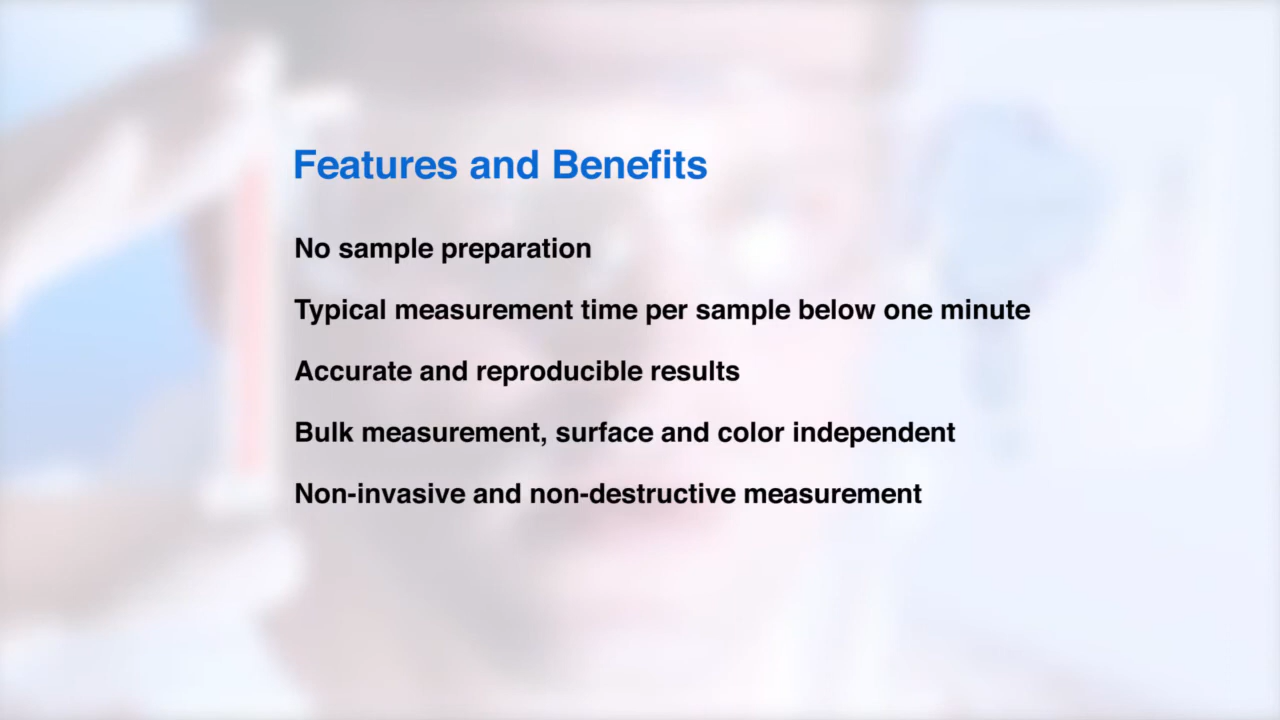 Features and Benefits
No sample preparation
Typical measurement time per sample below one minute
Accurate and reproducible results
Bulk measurement, surface and color independent
Non-invasive and non-destructive measurement